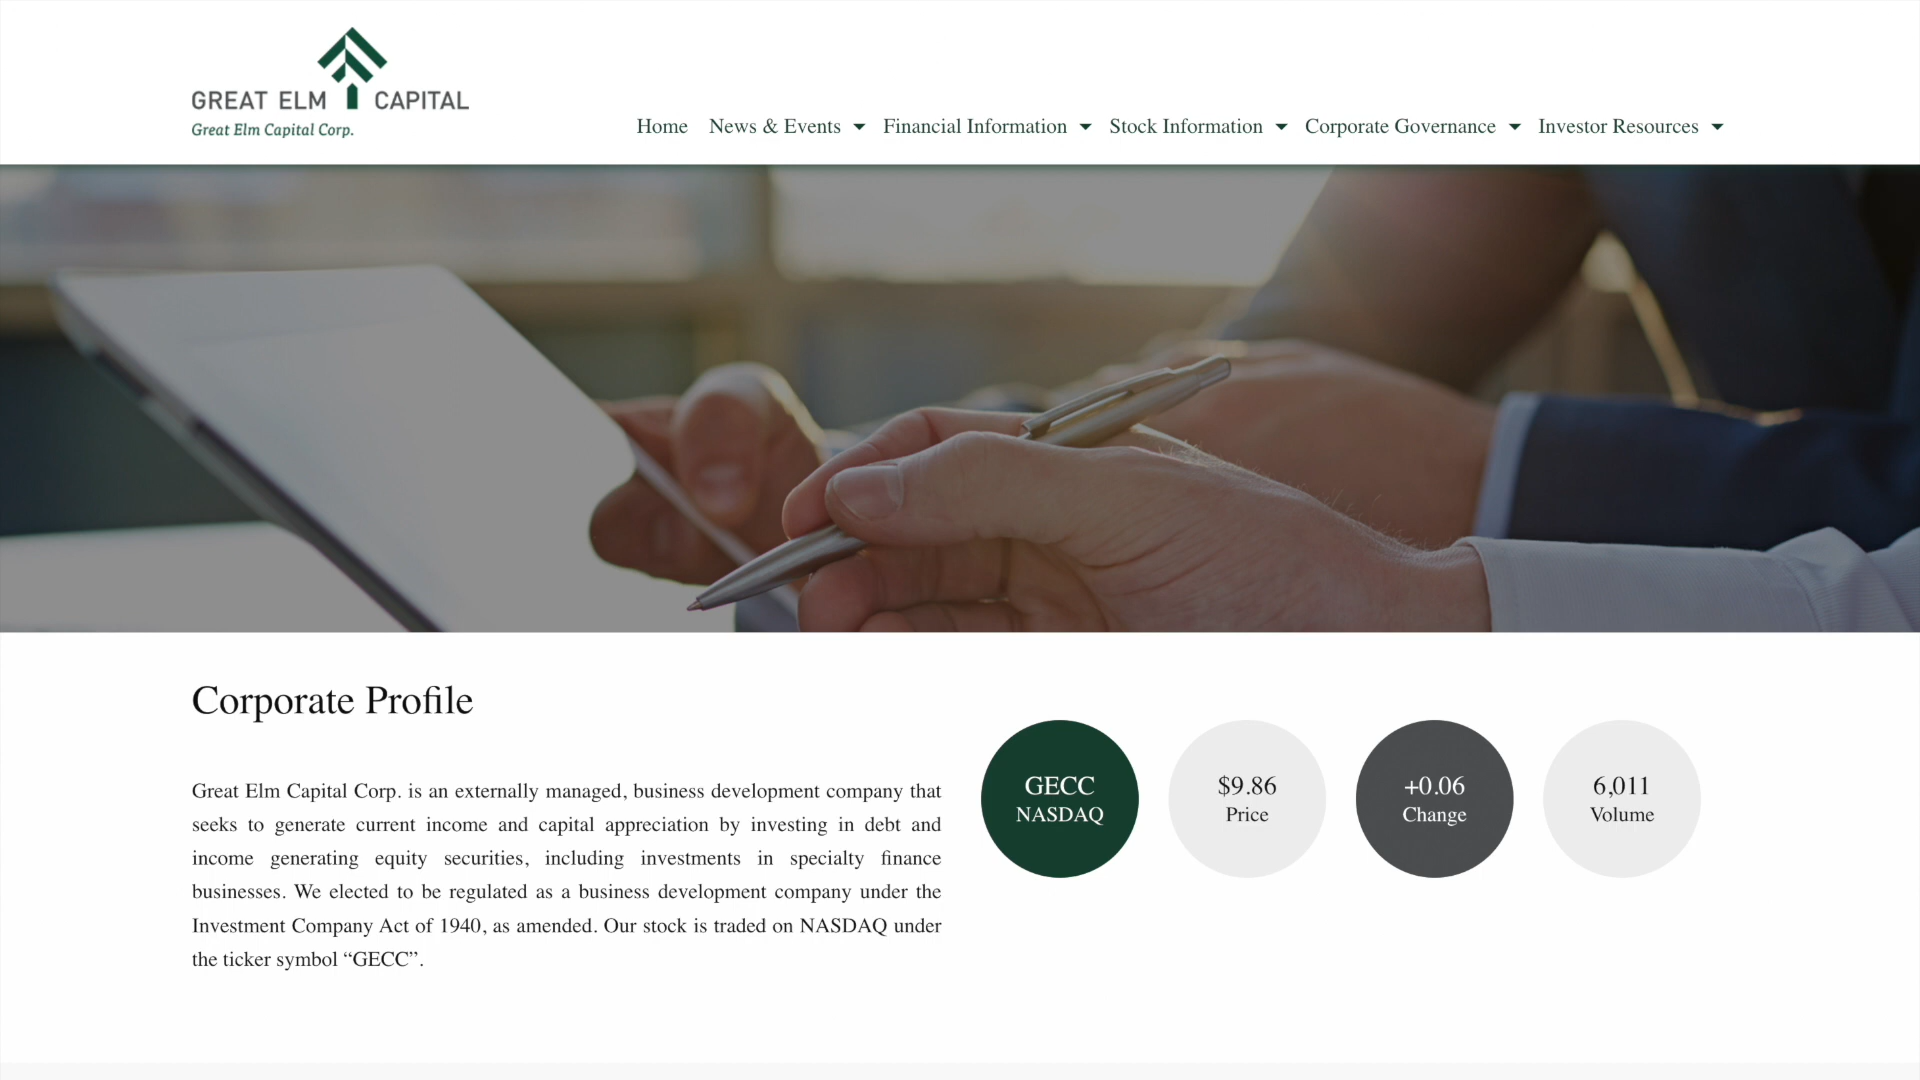 GREAT ELM CAPITAL
Great Elm Capital Corp.
Home News & Events Financial Information Stock Information Corporate Governance Investor Resources
Corporate Profile
Great Elm Capital Corp. is an externally managed, business development company that
seeks to generate current income and capital appreciation by investing in debt and
income generating equity securities, including investments in specialty finance
businesses. We elected to be regulated as a business development company under the
Investment Company Act of 1940, as amended. Our stock is traded on NASDAQ under
the ticker symbol “GECC”.
GECC
NASDAQ
$9.86
Price
+0.06
Change
6,011
Volume